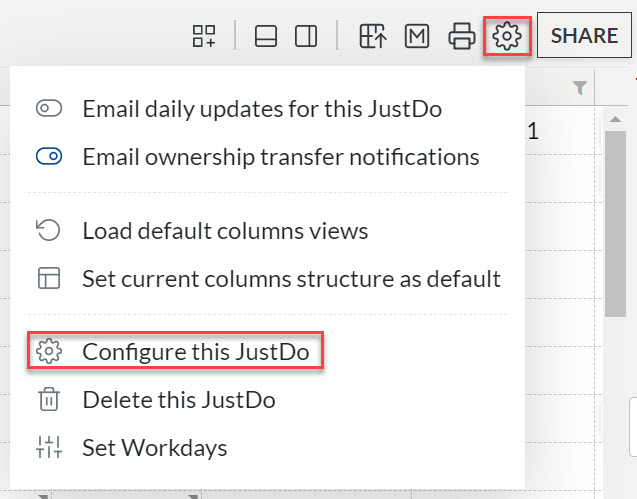 SHARE
Email daily updates for this JustDo
1
Email ownership transfer notifications
Load default columns views
Set current columns structure as default
Configure this JustDo
Delete this JustDo
Set Workdays